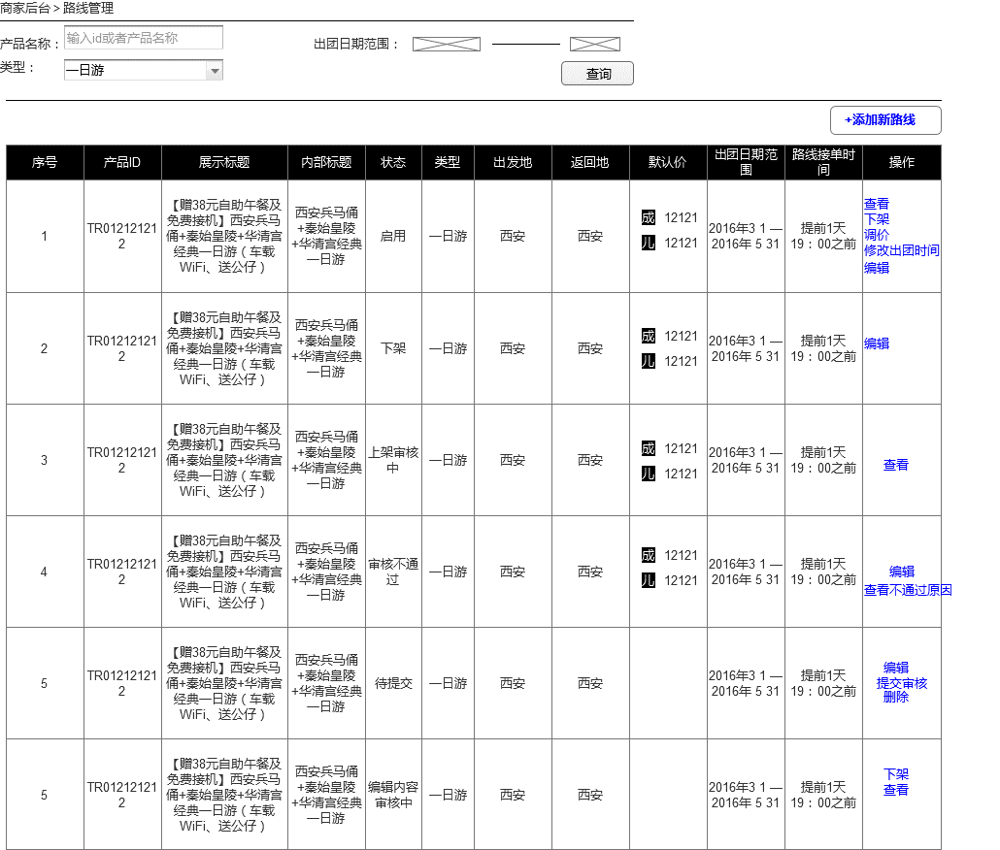 商家后台 > 路线管理
产品名称： 输入id或者产品名称 出团日期范围：
类型： 一日游 查询
+添加新路线
序号 产品ID 展示标题 内部标题 状态 类型 出发地 返回地 默认价 出团日期范 路线接单时 操作
围 间
1
TR01212121
2
【赠38元自助午餐及
免费接机】西安兵马
俑+秦始皇陵+华清宫
经典一日游（车载
WiFi、送公仔）
西安兵马俑
+秦始皇陵
+华清宫经典
一日游
启用
一日游
西安
西安
成 12121
儿 12121
2016年3 1 —
2016年 5 31
提前1天
19：00之前
查看
下架
调价
修改出团时间
编辑
2
TR01212121
2
【赠38元自助午餐及
免费接机】西安兵马
俑+秦始皇陵+华清宫
经典一日游（车载
WiFi、送公仔）
西安兵马俑
+秦始皇陵
+华清宫经典
一日游
下架
一日游
西安
西安
成 12121
儿 12121
2016年3 1 —
2016年 5 31
提前1天
19：00之前
编辑
3
TR01212121
2
【赠38元自助午餐及
免费接机】西安兵马
俑+秦始皇陵+华清宫
经典一日游（车载
WiFi、送公仔）
西安兵马俑
+秦始皇陵
+华清宫经典
一日游
上架审核
中
一日游
西安
西安
成 12121
儿 12121
2016年3 1 —
2016年 5 31
提前1天
19：00之前
查看
4
TR01212121
2
【赠38元自助午餐及
免费接机】西安兵马
俑+秦始皇陵+华清宫
经典一日游（车载
WiFi、送公仔）
西安兵马俑
+秦始皇陵
+华清宫经典
一日游
审核不通
过
一日游
西安
西安
成 12121
儿 12121
2016年3 1 —
2016年 5 31
提前1天
19：00之前
编辑
查看不通过原因
5
TR01212121
2
【赠38元自助午餐及
免费接机】西安兵马
俑+秦始皇陵+华清宫
经典一日游（车载
WiFi、送公仔）
西安兵马俑
+秦始皇陵
+华清宫经典
一日游
待提交
一日游
西安
西安
2016年3 1 —
2016年 5 31
提前1天
19：00之前
编辑
提交审核
删除
5
TR01212121
2
【赠38元自助午餐及
免费接机】西安兵马
俑+秦始皇陵+华清宫
经典一日游（车载
WiFi、送公仔）
西安兵马俑
+秦始皇陵
+华清宫经典
一日游
编辑内容
审核中
一日游
西安
西安
2016年3 1 —
2016年 5 31
提前1天
19：00之前
下架
查看